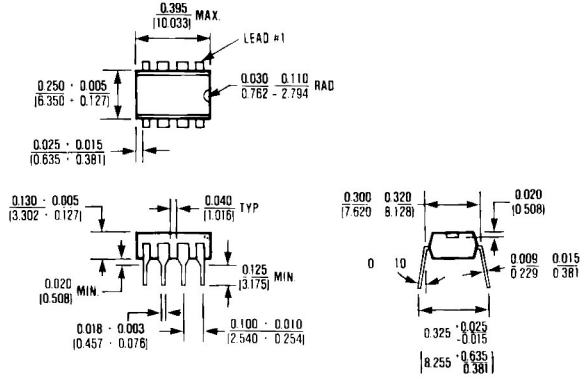 0.395
(10.033)
MAX.
LEAD #1
0.250 · 0.005
(6.350 · 0.127)
0.030 0.110
0.762 – 2.794
RAD
0.025 · 0.015
(0.635 · 0.381)
0.130 · 0.005
(3.302 · 0.127)
0.040
(1.016)
TYP
0.020
(0.508)
MIN.
0.125
(3.175)
MIN.
0.018 · 0.003
(0.457 · 0.076)
0.100 · 0.010
(2.540 · 0.254)
0.300 0.320
(7.620 8.128)
0.020
(0.508)
0 10
0.009 0.015
0.229 0.381
0.325 +0.025
-0.015
(8.255 +0.635
0.381)